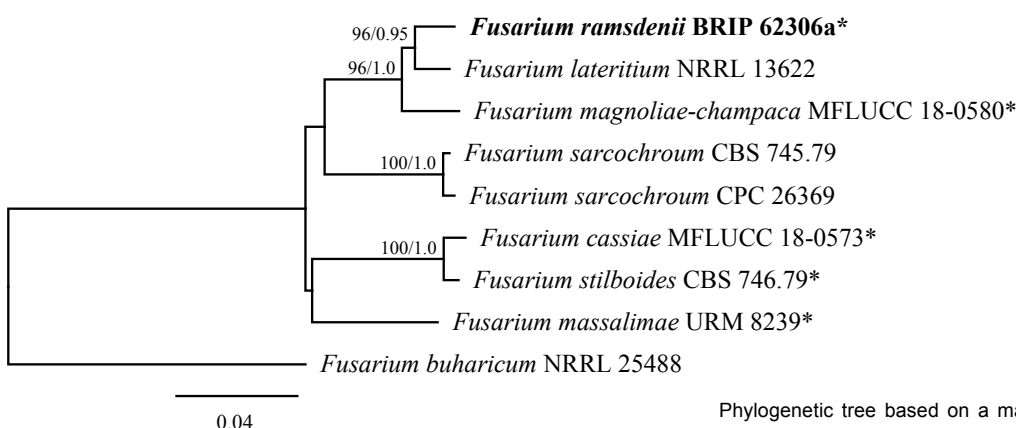 96/0.95
Fusarium ramsdenii BRIP 62306a*
96/1.0
Fusarium lateritium NRRL 13622
Fusarium magnoliae-champaca MFLUCC 18-0580*
100/1.0
Fusarium sarcochroum CBS 745.79
Fusarium sarcochroum CPC 26369
100/1.0
Fusarium cassiae MFLUCC 18-0573*
Fusarium stilboides CBS 746.79*
Fusarium massalimae URM 8239*
Fusarium buharicum NRRL 25488
0.04
Phylogenetic tree based on a